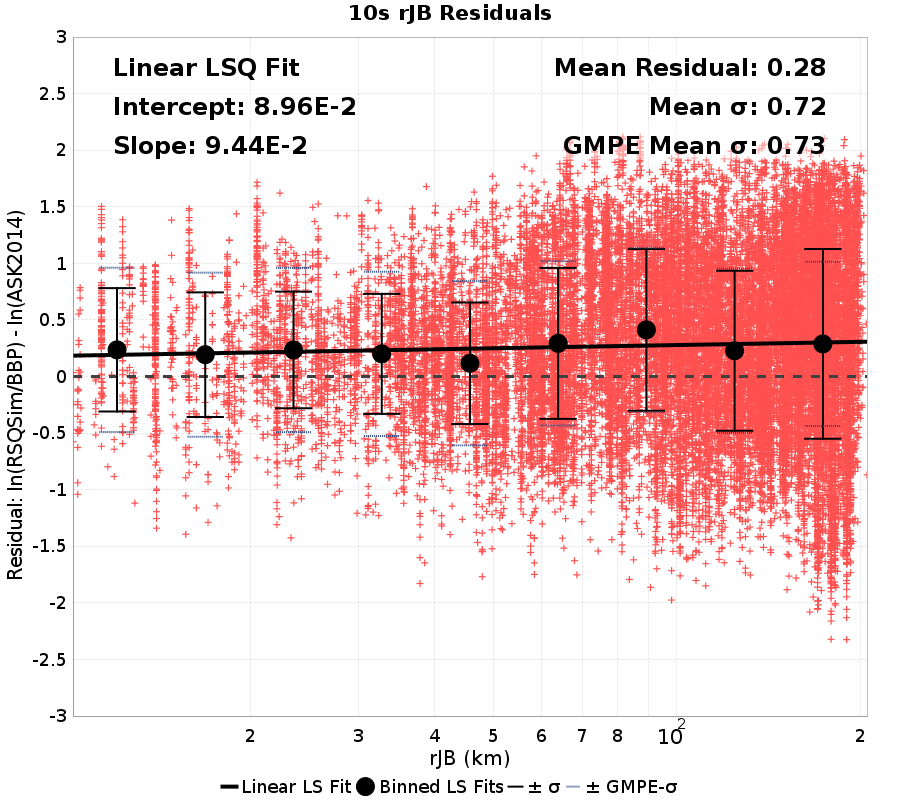 10s rJB Residuals
Linear LSQ Fit
Mean Residual: 0.28
Intercept: 8.96E-2
Mean σ: 0.72
Slope: 9.44E-2
GMPE Mean σ: 0.73
3
2.5
2
1.5
1
0.5
0
-0.5
-1
-1.5
-2
-2.5
-3
Residual: ln(RSQSim/BBP) - ln(ASK2014)
2 3 4 5 6 7 8 10² 2
rJB (km)
Linear LS Fit Binned LS Fits ± σ ± GMPE-σ